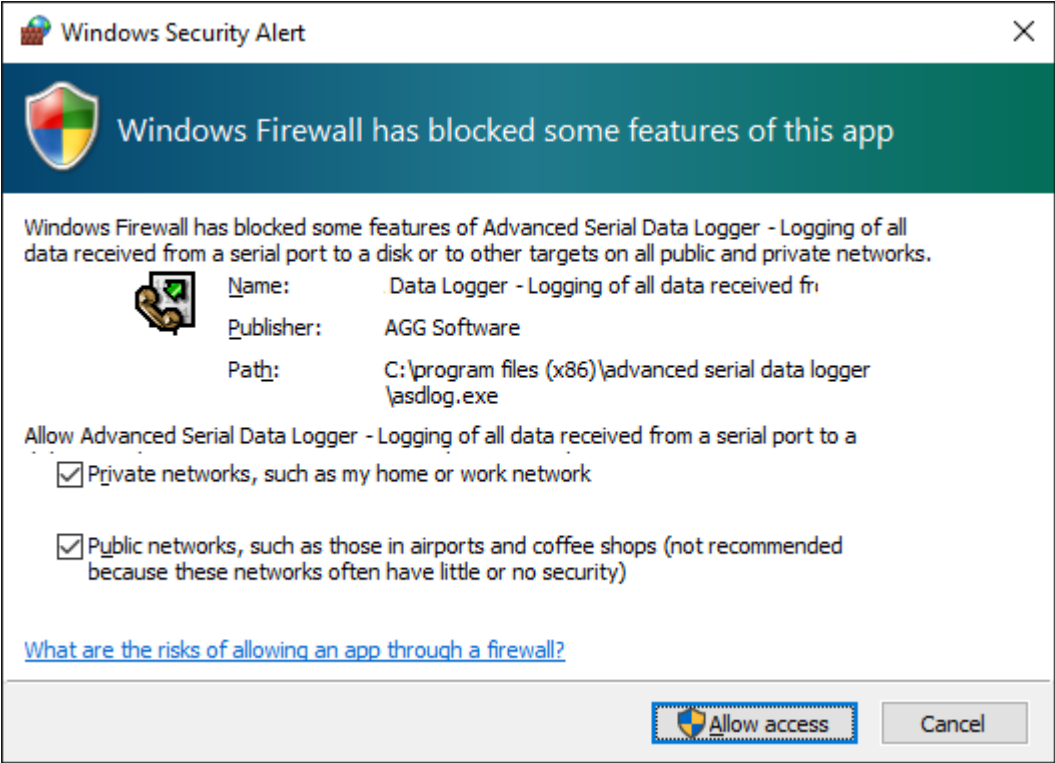 Windows Security Alert
Windows Firewall has blocked some features of this app
Windows Firewall has blocked some features of Advanced Serial Data Logger - Logging of all
data received from a serial port to a disk or to other targets on all public and private networks.
Name: Data Logger - Logging of all data received
Publisher: AGG Software
Path: C:\program files (x86)\advanced serial data logger
\asdlog.exe
Allow Advanced Serial Data Logger - Logging of all data received from a serial port to a
Private networks, such as my home or work network
Public networks, such as those in airports and coffee shops (not recommended
because these networks often have little or no security)
What are the risks of allowing an app through a firewall?
Allow access Cancel